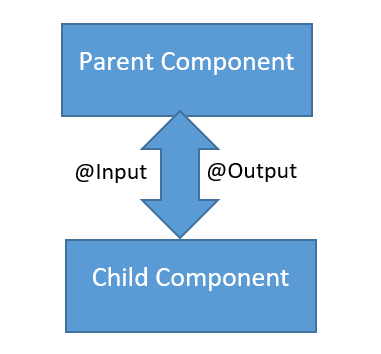 Parent Component
@Input
@Output
Child Component